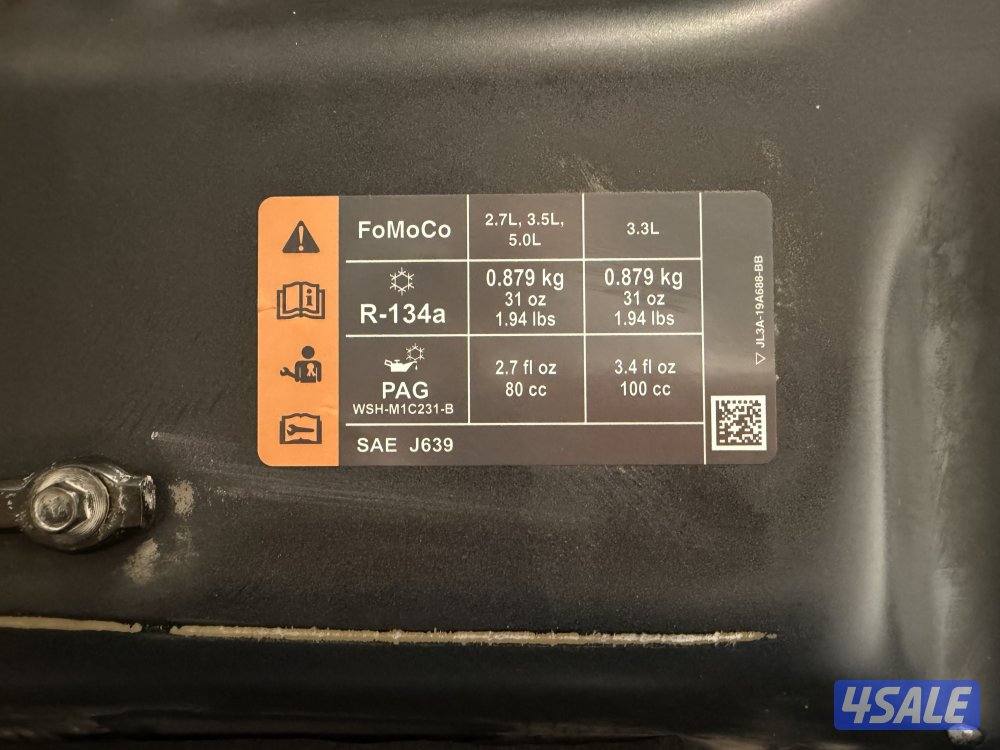 FoMoCo
2.7L, 3.5L,
5.0L
3.3L
R-134a
0.879 kg
31 oz
1.94 lbs
0.879 kg
31 oz
1.94 lbs
PAG
WSH-M1C231-B
2.7 fl oz
80 cc
3.4 fl oz
100 cc
SAE J639
JL3A-19A688-BB
4SALE